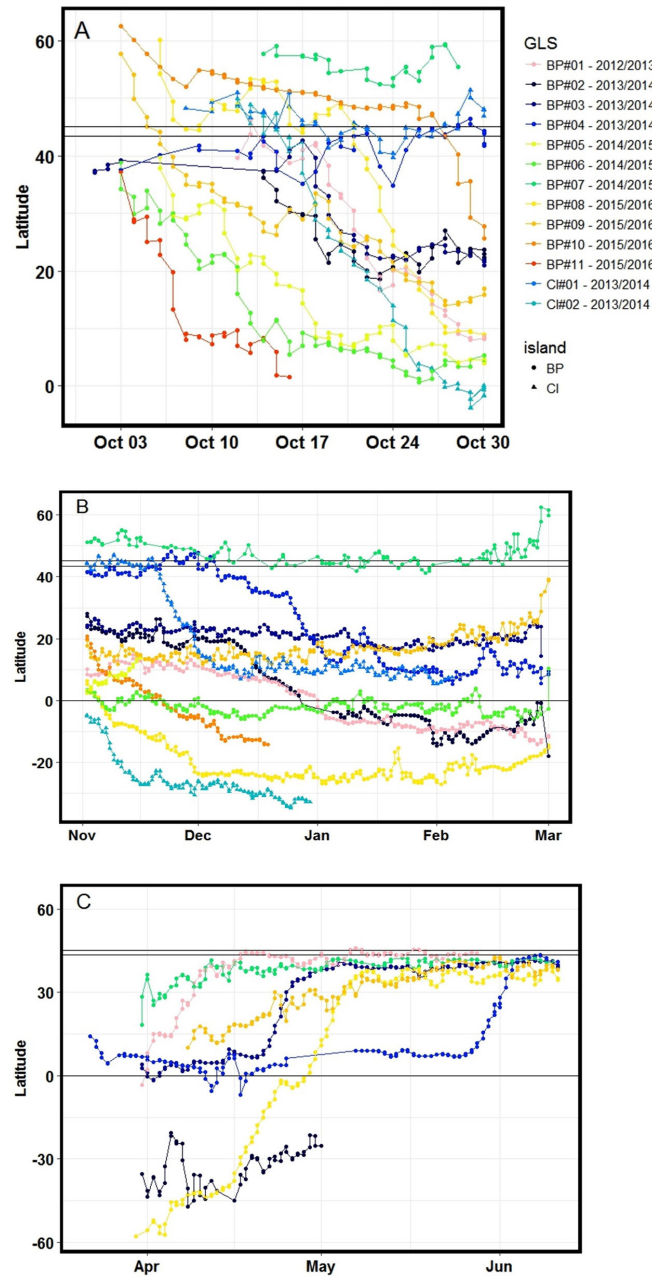 A
60
40
20
0
Latitude
Oct 03 Oct 10 Oct 17 Oct 24 Oct 30
GLS
BP#01 - 2012/2013
BP#02 - 2013/2014
BP#03 - 2013/2014
BP#04 - 2013/2014
BP#05 - 2014/2015
BP#06 - 2014/2015
BP#07 - 2014/2015
BP#08 - 2015/2016
BP#09 - 2015/2016
BP#10 - 2015/2016
BP#11 - 2015/2016
CI#01 - 2013/2014
CI#02 - 2013/2014
island
BP
CI
B
60
40
20
0
-20
Latitude
Nov Dec Jan Feb Mar
C
60
30
0
-30
-60
Latitude
Apr May Jun